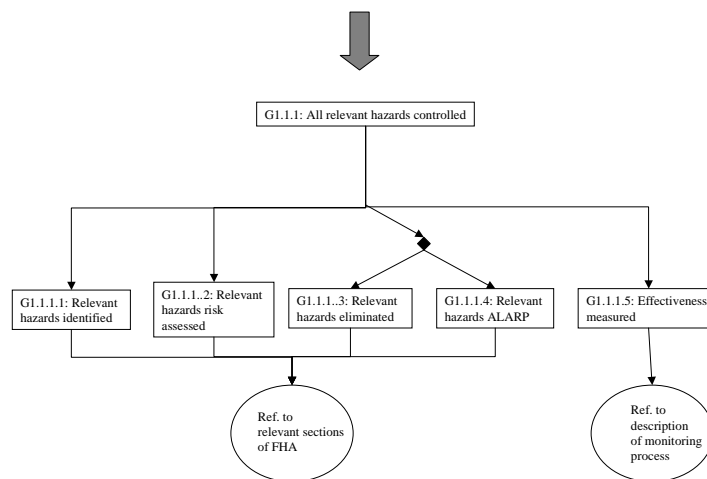 G1.1.1: All relevant hazards controlled
G1.1.1.1: Relevant
hazards identified
G1.1.1..2: Relevant
hazards risk
assessed
G1.1.1..3: Relevant
hazards eliminated
G1.1.1.4: Relevant
hazards ALARP
G1.1.1.5: Effectiveness
measured
Ref. to
relevant sections
of FHA
Ref. to
description
of monitoring
process